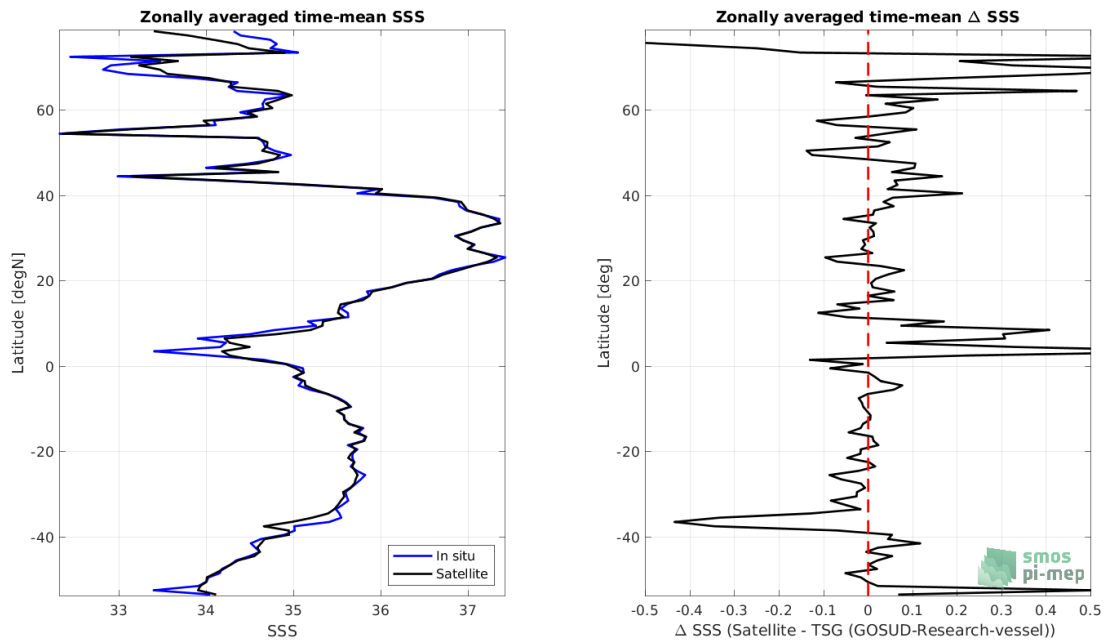 Zonally averaged time-mean SSS
Latitude [degN]
60
40
20
0
-20
-40
33
34
35
36
37
SSS
In situ
Satellite
Zonally averaged time-mean Δ SSS
Latitude [deg]
60
40
20
0
-20
-40
-0.5
-0.4
-0.3
-0.2
-0.1
0
0.1
0.2
0.3
0.4
0.5
Δ SSS (Satellite - TSG (GOSUD-Research-vessel))
smos
pi-mep